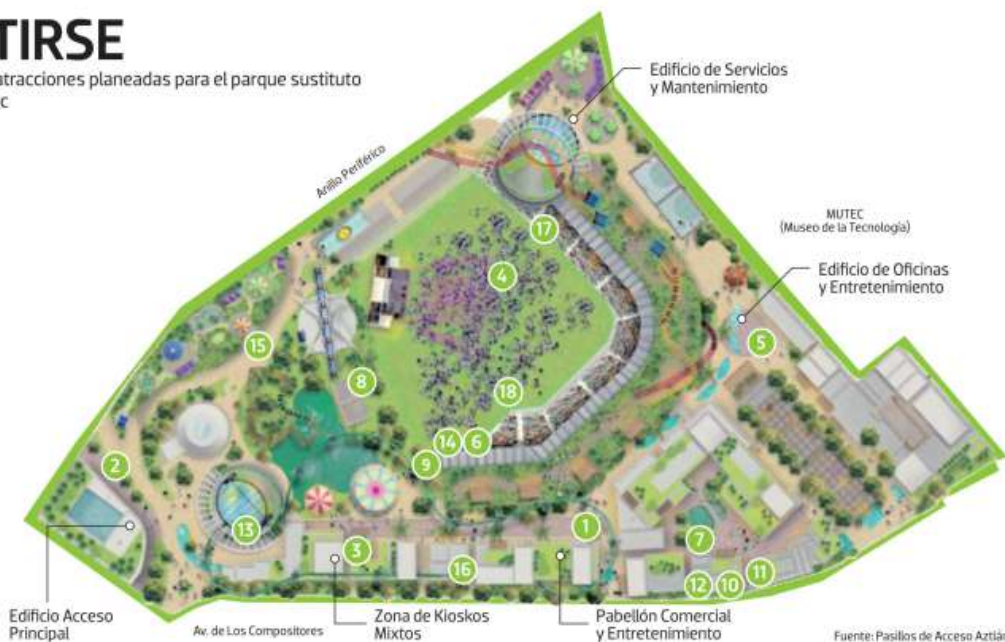 TIRSE
atracciones planeadas para el parque sustituto
c
Edificio de Servicios
y Mantenimiento
Anillo Periférico
MUTEC
(Museo de la Tecnología)
Edificio de Oficinas
y Entretenimiento
17
4
5
15
8
18
14
6
9
2
13
3
16
1
7
12
10
11
Edificio Acceso
Principal
Av. de Los Compositores
Zona de Kioskos
Mixtos
Pabellón Comercial
y Entretenimiento
Fuente: Pasillos de Acceso Aztlán